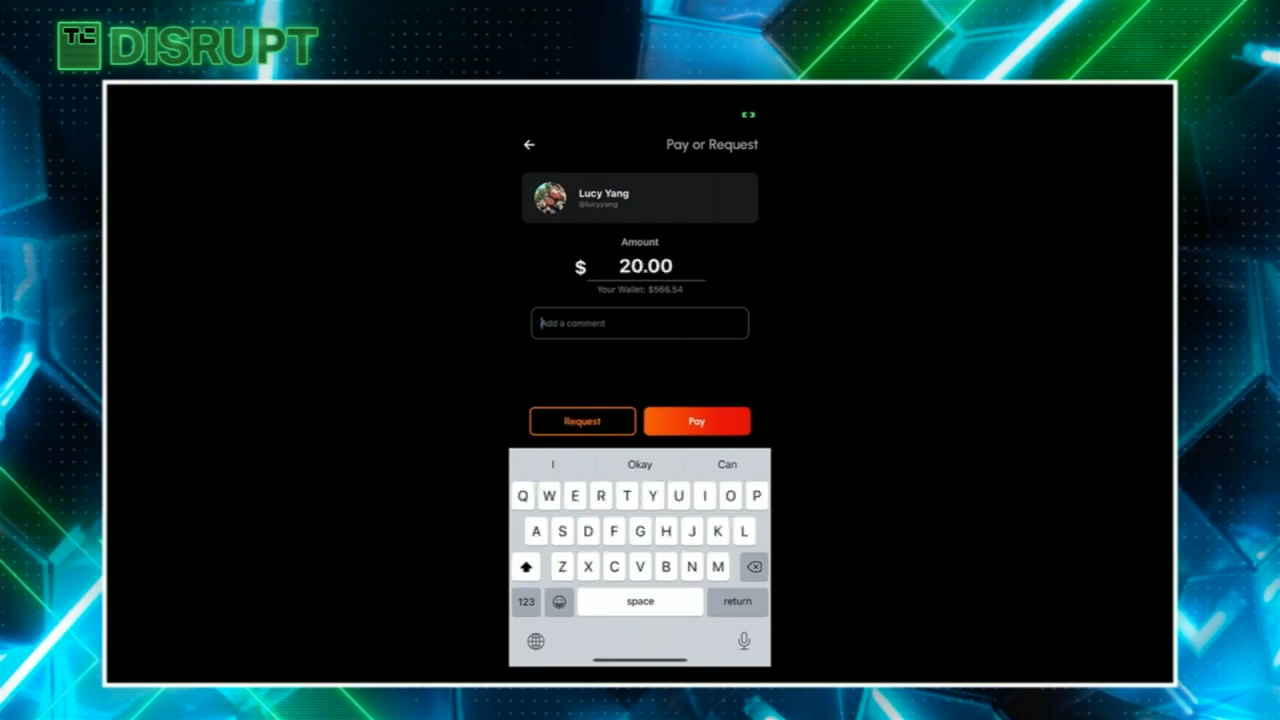 TC DISRUPT
Pay or Request
Lucy Yang
@lucyyang
Amount
$ 20.00
Your Wallet: $566.54
Add a comment
Request Pay
I Okay Can
Q W E R T Y U I O P
A S D F G H J K L
Z X C V B N M
123 space return